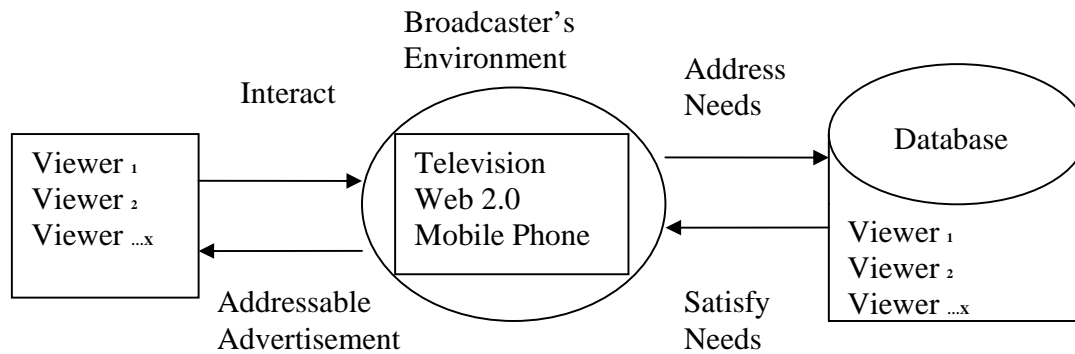 Broadcaster's
Environment
Interact
Address
Needs
Viewer 1
Viewer 2
Viewer ...x
Television
Web 2.0
Mobile Phone
Database
Viewer 1
Viewer 2
Viewer ...x
Addressable
Advertisement
Satisfy
Needs